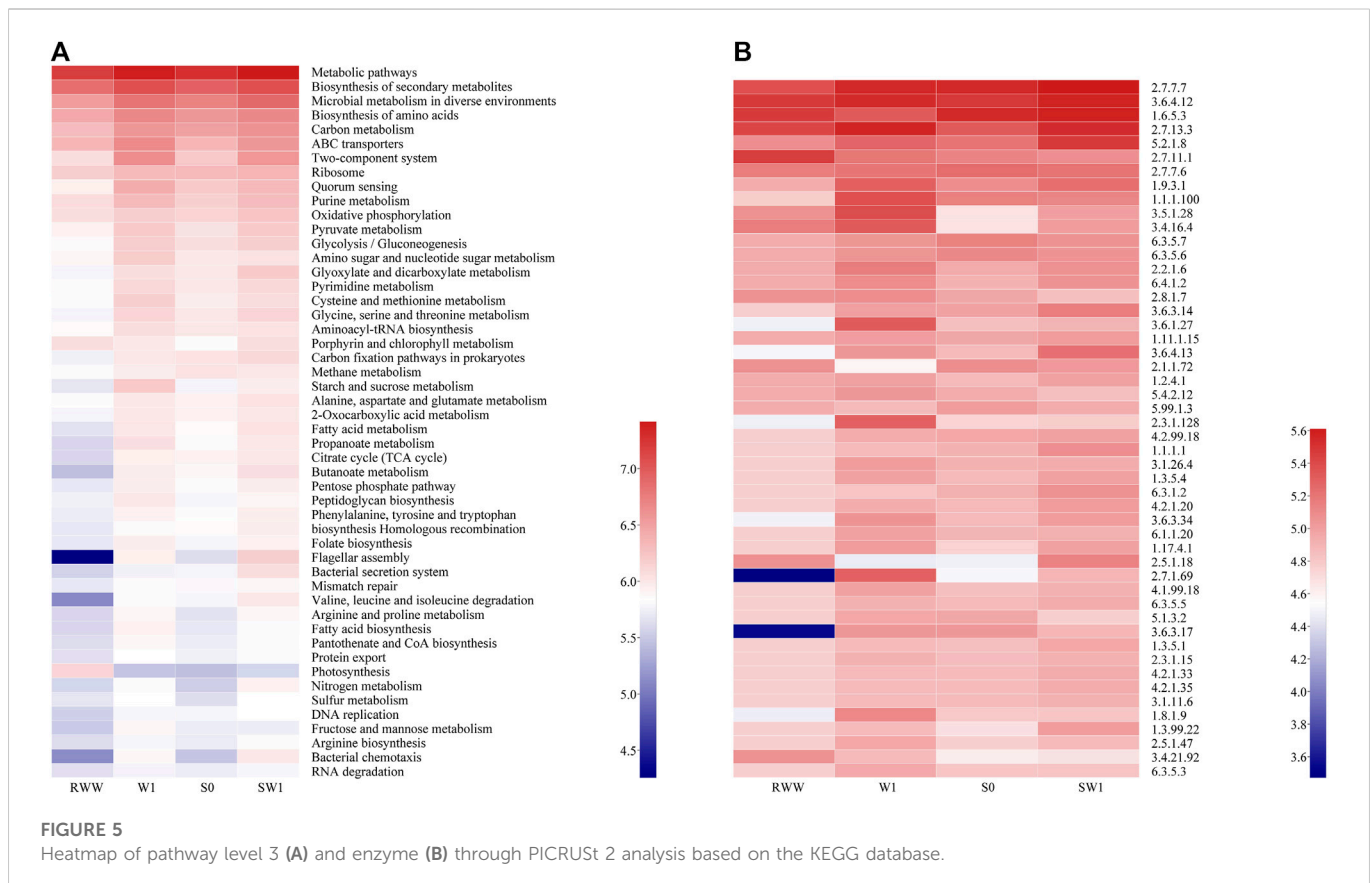 A
Metabolic pathways
Biosynthesis of secondary metabolites
Microbial metabolism in diverse environments
Biosynthesis of amino acids
Carbon metabolism
ABC transporters
Two-component system
Ribosome
Quorum sensing
Purine metabolism
Oxidative phosphorylation
Pyruvate metabolism
Glycolysis / Gluconeogenesis
Amino sugar and nucleotide sugar metabolism
Glyoxylate and dicarboxylate metabolism
Pyrimidine metabolism
Cysteine and methionine metabolism
Glycine, serine and threonine metabolism
Aminoacyl-tRNA biosynthesis
Porphyrin and chlorophyll metabolism
Carbon fixation pathways in prokaryotes
Methane metabolism
Starch and sucrose metabolism
Alanine, aspartate and glutamate metabolism
2-Oxocarboxylic acid metabolism
Fatty acid metabolism
Propanoate metabolism
Citrate cycle (TCA cycle)
Butanoate metabolism
Pentose phosphate pathway
Peptidoglycan biosynthesis
Phenylalanine, tyrosine and tryptophan
biosynthesis Homologous recombination
Folate biosynthesis
Flagellar assembly
Bacterial secretion system
Mismatch repair
Valine, leucine and isoleucine degradation
Arginine and proline metabolism
Fatty acid biosynthesis
Pantothenate and CoA biosynthesis
Protein export
Photosynthesis
Nitrogen metabolism
Sulfur metabolism
DNA replication
Fructose and mannose metabolism
Arginine biosynthesis
Bacterial chemotaxis
RNA degradation
RWW W1 S0 SW1
7.0
6.5
6.0
5.5
5.0
4.5
B
2.7.7.7
3.6.4.12
1.6.5.3
2.7.13.3
5.2.1.8
2.7.11.1
2.7.7.6
1.9.3.1
1.1.1.100
3.5.1.28
3.4.16.4
6.3.5.7
6.3.5.6
2.2.1.6
6.4.1.2
2.8.1.7
3.6.3.14
3.6.1.27
1.11.1.15
3.6.4.13
2.1.1.72
1.2.4.1
5.4.2.12
5.99.1.3
2.3.1.128
4.2.99.18
1.1.1.1
3.1.26.4
1.3.5.4
6.3.1.2
4.2.1.20
3.6.3.34
6.1.1.20
1.17.4.1
2.5.1.18
2.7.1.69
4.1.99.18
6.3.5.5
5.1.3.2
3.6.3.17
1.3.5.1
2.3.1.15
4.2.1.33
4.2.1.35
3.1.11.6
1.8.1.9
1.3.99.22
2.5.1.47
3.4.21.92
6.3.5.3
RWW W1 S0 SW1
5.6
5.4
5.2
5.0
4.8
4.6
4.4
4.2
4.0
3.8
3.6
FIGURE 5
Heatmap of pathway level 3 (A) and enzyme (B) through PICRUSt 2 analysis based on the KEGG database.